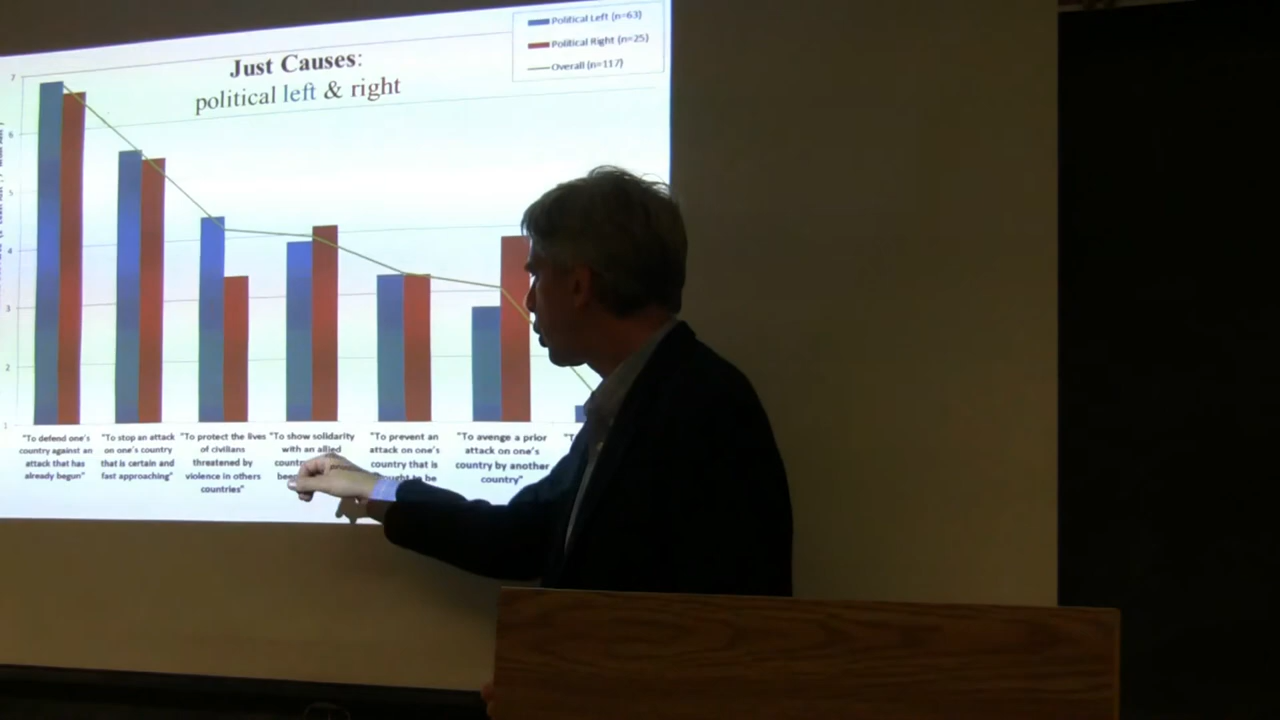 Political Left (n=63)
Political Right (n=25)
Overall (n=117)
Just Causes:
political left & right
7
6
5
4
3
2
1
"To defend one's
country against an
attack that has
already begun"
"To stop an attack
on one's country
that is certain and
fast approaching"
"To protect the lives
of civilians
threatened by
violence in others
countries"
"To show solidarity
with an allied
"To prevent an
attack on one's
country that is
be
"To avenge a prior
attack on one's
country by another
country"